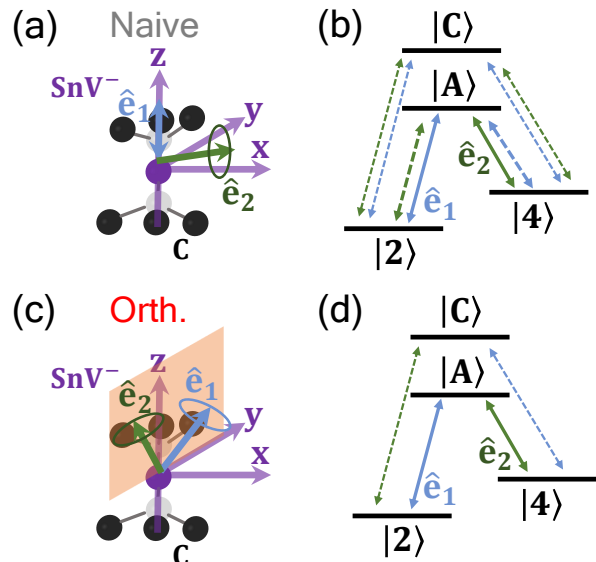 (a) Naive
z
SnV⁻
ê₁
y
x
ê₂
C
(b)
|C⟩
|A⟩
ê₂
ê₁
|2⟩
|4⟩
(c) Orth.
SnV⁻
z
ê₂
ê₁
y
x
C
(d)
|C⟩
|A⟩
ê₁
ê₂
|2⟩
|4⟩